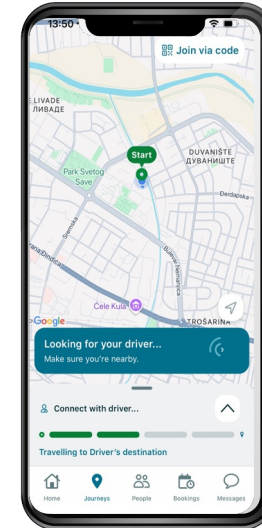 13:50
Join via code
E LIVADE
ЛИВАДЕ
Start
DUVANIŠTE
ДУВАНИШТЕ
Park Svetog
Save
Đerdapska
Sremska
Bulevar Nemanjića
Ćele Kula
Google
TROŠARINA
Looking for your driver...
Make sure you're nearby.
Connect with driver...
Travelling to Driver's destination
Home
Journeys
People
Bookings
Messages